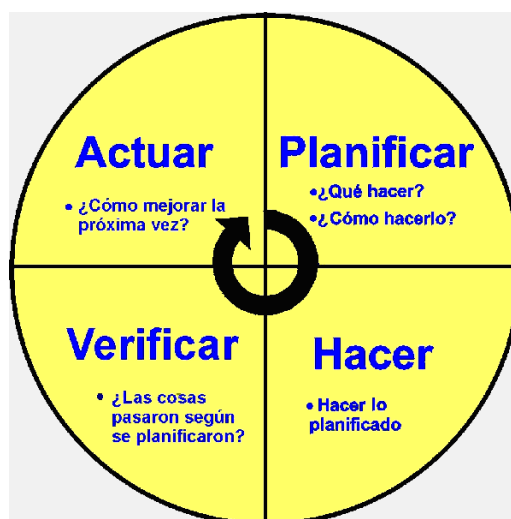 Actuar
• ¿Cómo mejorar la
próxima vez?
Planificar
•¿Qué hacer?
•¿Cómo hacerlo?
Verificar
• ¿Las cosas
pasaron según
se planificaron?
Hacer
• Hacer lo
planificado